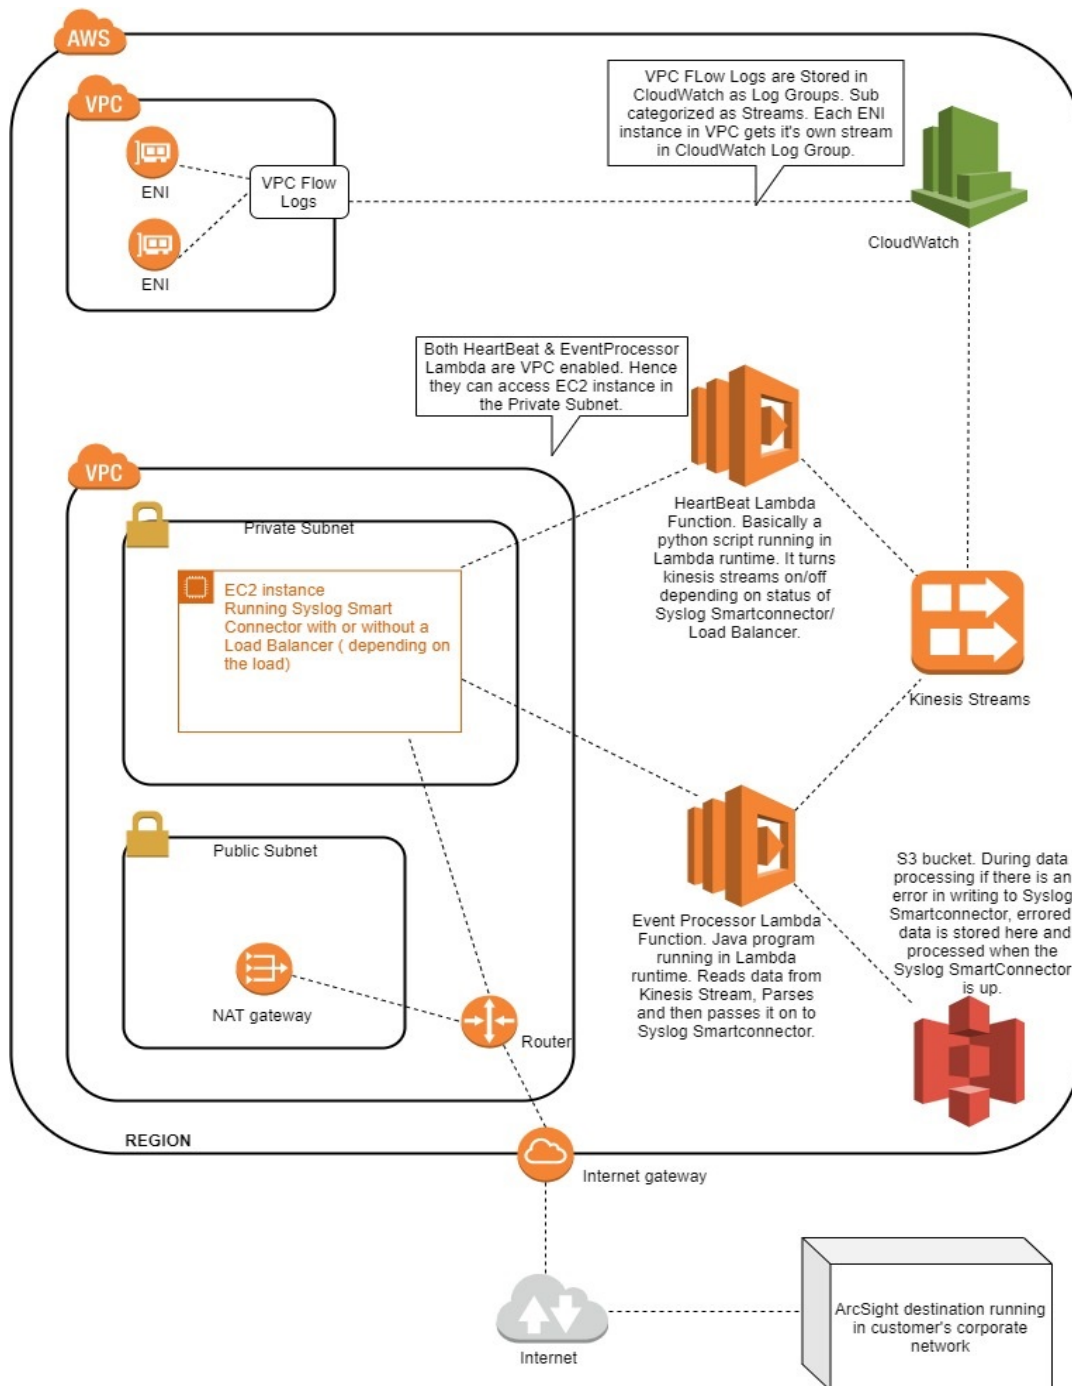 AWS
VPC
ENI
ENI
VPC Flow
Logs
VPC FLow Logs are Stored in
CloudWatch as Log Groups. Sub
categorized as Streams. Each ENI
instance in VPC gets it's own stream
in CloudWatch Log Group.
CloudWatch
Both HeartBeat & EventProcessor
Lambda are VPC enabled. Hence
they can access EC2 instance in
the Private Subnet.
HeartBeat Lambda
Function. Basically a
python script running in
Lambda runtime. It turns
kinesis streams on/off
depending on status of
Syslog Smartconnector/
Load Balancer.
Kinesis Streams
VPC
Private Subnet
EC2 instance
Running Syslog Smart
Connector with or without a
Load Balancer ( depending on
the load)
Public Subnet
NAT gateway
Router
Event Processor Lambda
Function. Java program
running in Lambda
runtime. Reads data from
Kinesis Stream, Parses
and then passes it on to
Syslog Smartconnector.
S3 bucket. During data
processing if there is an
error in writing to Syslog
Smartconnector, errored
data is stored here and
processed when the
Syslog SmartConnector
is up.
REGION
Internet gateway
Internet
ArcSight destination running
in customer's corporate
network